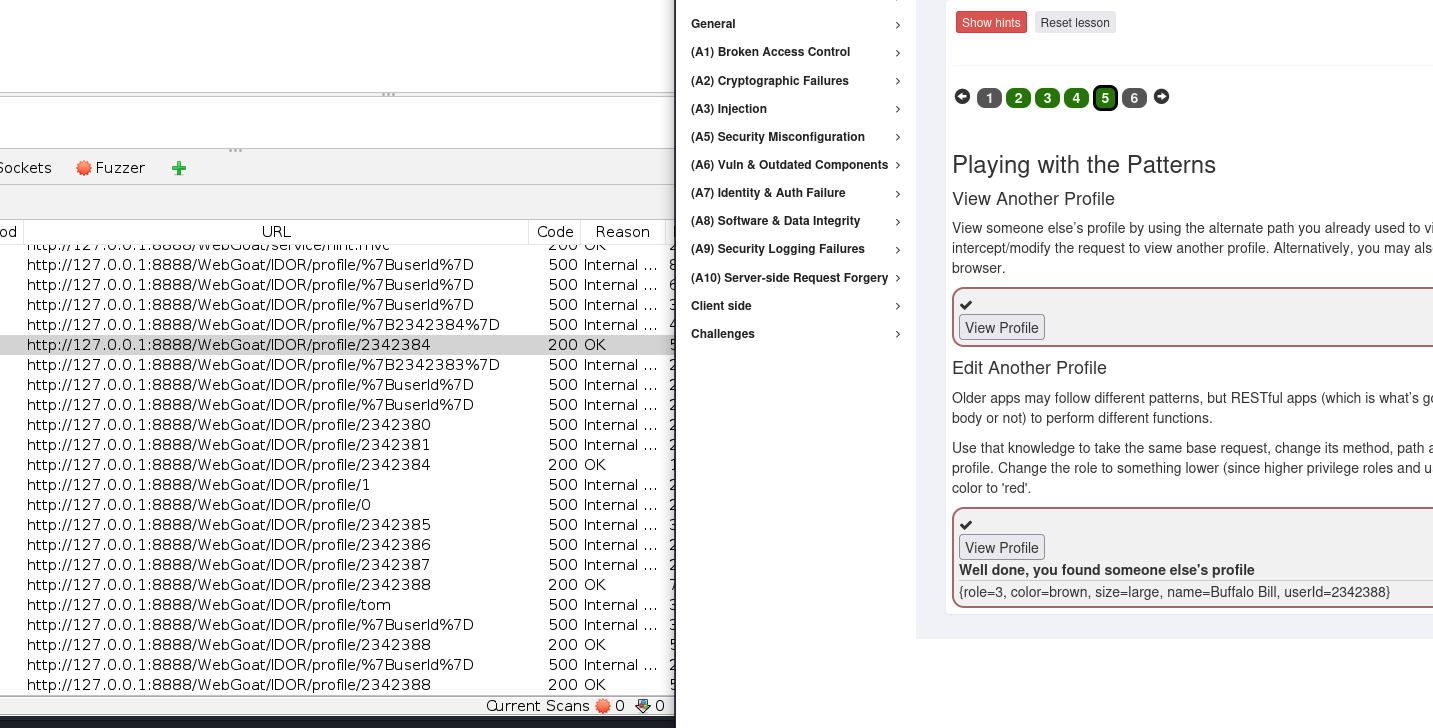 Sockets
Fuzzer
URL
Code
Reason
http://127.0.0.1:8888/WebGoat/service/hint.mvc 200 OK
http://127.0.0.1:8888/WebGoat/IDOR/profile/%7BuserId%7D 500 Internal ...
http://127.0.0.1:8888/WebGoat/IDOR/profile/%7BuserId%7D 500 Internal ...
http://127.0.0.1:8888/WebGoat/IDOR/profile/%7BuserId%7D 500 Internal ...
http://127.0.0.1:8888/WebGoat/IDOR/profile/%7B2342384%7D 500 Internal ...
http://127.0.0.1:8888/WebGoat/IDOR/profile/2342384 200 OK
http://127.0.0.1:8888/WebGoat/IDOR/profile/%7B2342383%7D 500 Internal ...
http://127.0.0.1:8888/WebGoat/IDOR/profile/%7BuserId%7D 500 Internal ...
http://127.0.0.1:8888/WebGoat/IDOR/profile/%7BuserId%7D 500 Internal ...
http://127.0.0.1:8888/WebGoat/IDOR/profile/2342380 500 Internal ...
http://127.0.0.1:8888/WebGoat/IDOR/profile/2342381 500 Internal ...
http://127.0.0.1:8888/WebGoat/IDOR/profile/2342384 200 OK
http://127.0.0.1:8888/WebGoat/IDOR/profile/1 500 Internal ...
http://127.0.0.1:8888/WebGoat/IDOR/profile/0 500 Internal ...
http://127.0.0.1:8888/WebGoat/IDOR/profile/2342385 500 Internal ...
http://127.0.0.1:8888/WebGoat/IDOR/profile/2342386 500 Internal ...
http://127.0.0.1:8888/WebGoat/IDOR/profile/2342387 500 Internal ...
http://127.0.0.1:8888/WebGoat/IDOR/profile/2342388 200 OK
http://127.0.0.1:8888/WebGoat/IDOR/profile/tom 500 Internal ...
http://127.0.0.1:8888/WebGoat/IDOR/profile/%7BuserId%7D 500 Internal ...
http://127.0.0.1:8888/WebGoat/IDOR/profile/2342388 200 OK
http://127.0.0.1:8888/WebGoat/IDOR/profile/%7BuserId%7D 500 Internal ...
http://127.0.0.1:8888/WebGoat/IDOR/profile/2342388 200 OK
Current Scans 0 0
General
(A1) Broken Access Control
(A2) Cryptographic Failures
(A3) Injection
(A5) Security Misconfiguration
(A6) Vuln & Outdated Components
(A7) Identity & Auth Failure
(A8) Software & Data Integrity
(A9) Security Logging Failures
(A10) Server-side Request Forgery
Client side
Challenges
Show hints
Reset lesson
1 2 3 4 5 6
Playing with the Patterns
View Another Profile
View someone else's profile by using the alternate path you already used to
intercept/modify the request to view another profile. Alternatively, you may
browser.
View Profile
Edit Another Profile
Older apps may follow different patterns, but RESTful apps (which is what's
body or not) to perform different functions.
Use that knowledge to take the same base request, change its method, path
profile. Change the role to something lower (since higher privilege roles and
color to 'red'.
View Profile
Well done, you found someone else's profile
{role=3, color=brown, size=large, name=Buffalo Bill, userId=2342388}